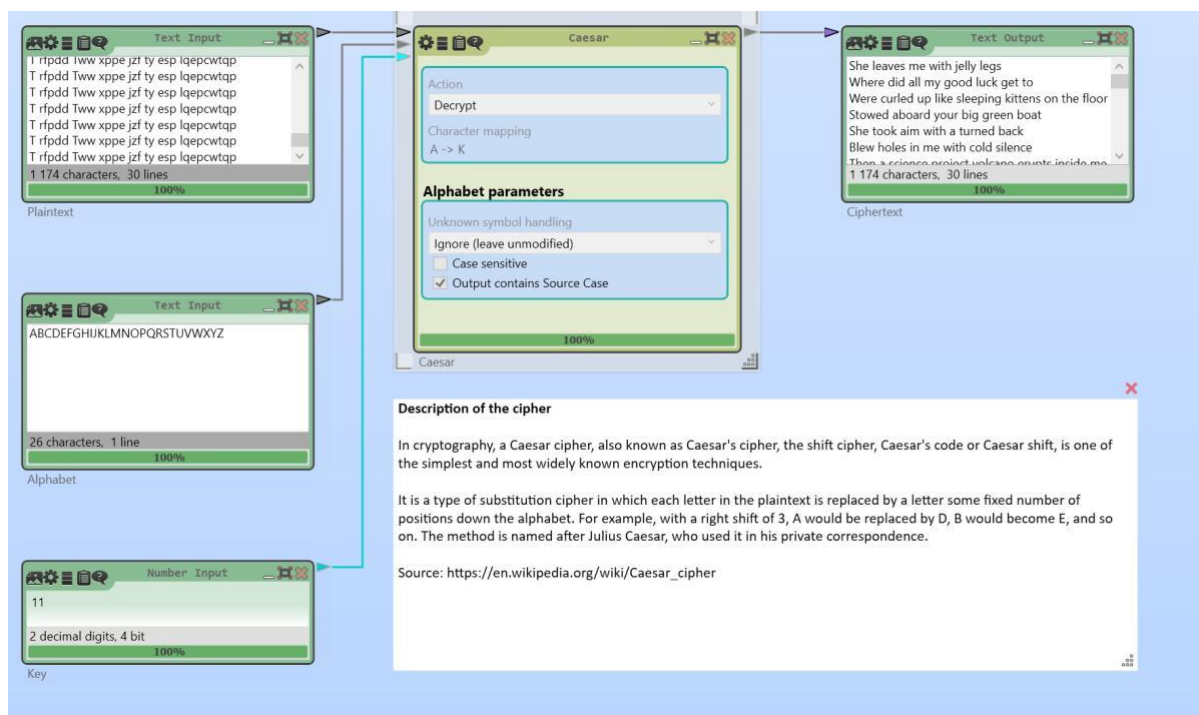 Text Input
T rfpdd Tww xppe jzf ty esp lqepcwtqp
T rfpdd Tww xppe jzf ty esp lqepcwtqp
T rfpdd Tww xppe jzf ty esp lqepcwtqp
T rfpdd Tww xppe jzf ty esp lqepcwtqp
T rfpdd Tww xppe jzf ty esp lqepcwtqp
T rfpdd Tww xppe jzf ty esp lqepcwtqp
T rfpdd Tww xppe jzf ty esp lqepcwtqp
1 174 characters, 30 lines
100%
Plaintext
Text Input
ABCDEFGHIJKLMNOPQRSTUVWXYZ
26 characters, 1 line
100%
Alphabet
Number Input
11
2 decimal digits, 4 bit
100%
Key
Caesar
Action
Decrypt
Character mapping
A -> K
Alphabet parameters
Unknown symbol handling
Ignore (leave unmodified)
Case sensitive
Output contains Source Case
100%
Caesar
Text Output
She leaves me with jelly legs
Where did all my good luck get to
Were curled up like sleeping kittens on the floor
Stowed aboard your big green boat
She took aim with a turned back
Blew holes in me with cold silence
Then a science project volcano erupts inside me
1 174 characters, 30 lines
100%
Ciphertext
Description of the cipher
In cryptography, a Caesar cipher, also known as Caesar's cipher, the shift cipher, Caesar's code or Caesar shift, is one of
the simplest and most widely known encryption techniques.
It is a type of substitution cipher in which each letter in the plaintext is replaced by a letter some fixed number of
positions down the alphabet. For example, with a right shift of 3, A would be replaced by D, B would become E, and so
on. The method is named after Julius Caesar, who used it in his private correspondence.
Source: https://en.wikipedia.org/wiki/Caesar_cipher